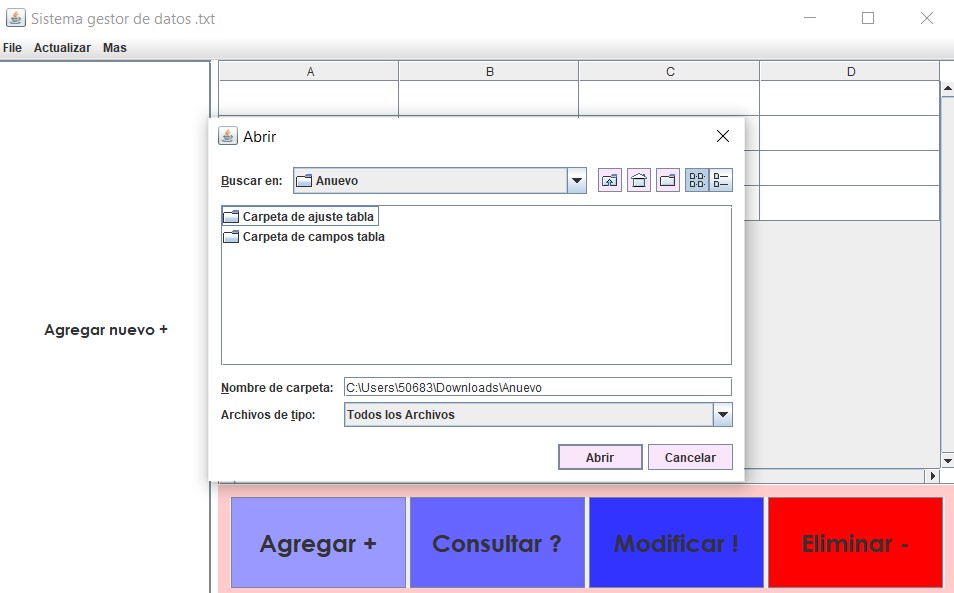 Sistema gestor de datos .txt
File Actualizar Mas
A B C D
Abrir
Buscar en: Anuevo
Carpeta de ajuste tabla
Carpeta de campos tabla
Agregar nuevo +
Nombre de carpeta: C:\Users\50683\Downloads\Anuevo
Archivos de tipo: Todos los Archivos
Abrir Cancelar
Agregar + Consultar ? Modificar ! Eliminar -